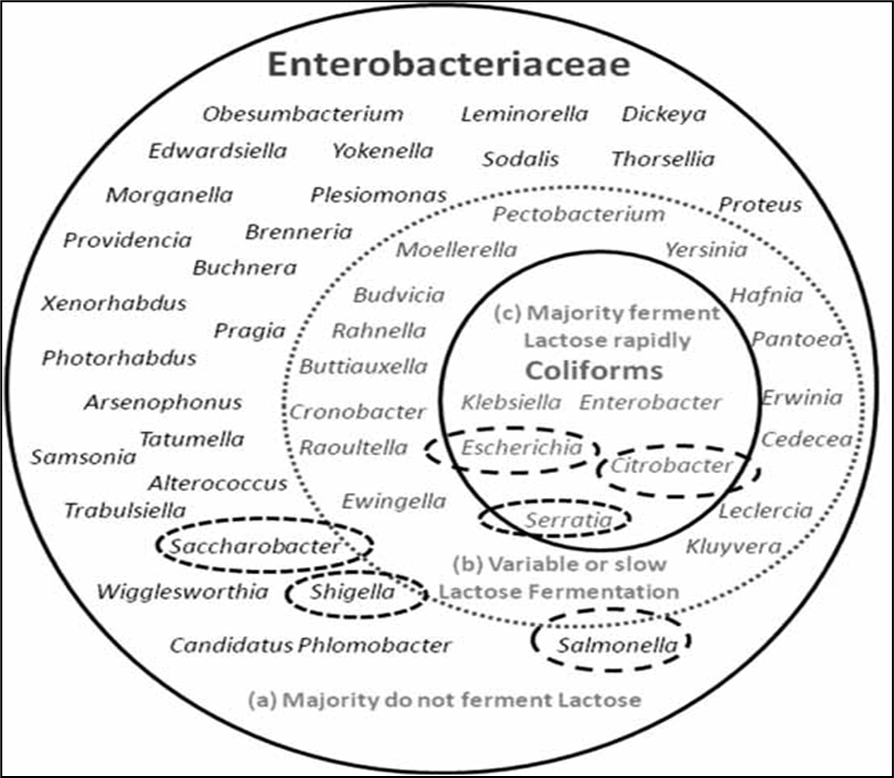 Enterobacteriaceae
Obesumbacterium Leminorella Dickeya
Edwardsiella Yokenella Sodalis Thorsellia
Morganella Plesiomonas Proteus
Pectobacterium
Providencia Brenneria Moellerella Yersinia
Buchnera
Xenorhabdus Budvicia Hafnia
(c) Majority ferment
Lactose rapidly
Pragia Rahnella Pantoea
Photorhabdus Buttiauxella Coliforms
Arsenophonus Cronobacter Klebsiella Enterobacter Erwinia
Tatumella Raoultella Escherichia Cedecea
Samsonia Citrobacter
Alterococcus
Trabulsiella Ewingella Serratia Leclercia
Saccharobacter Kluyvera
(b) Variable or slow
Lactose Fermentation
Wigglesworthia Shigella
Candidatus Phlomobacter Salmonella
(a) Majority do not ferment Lactose